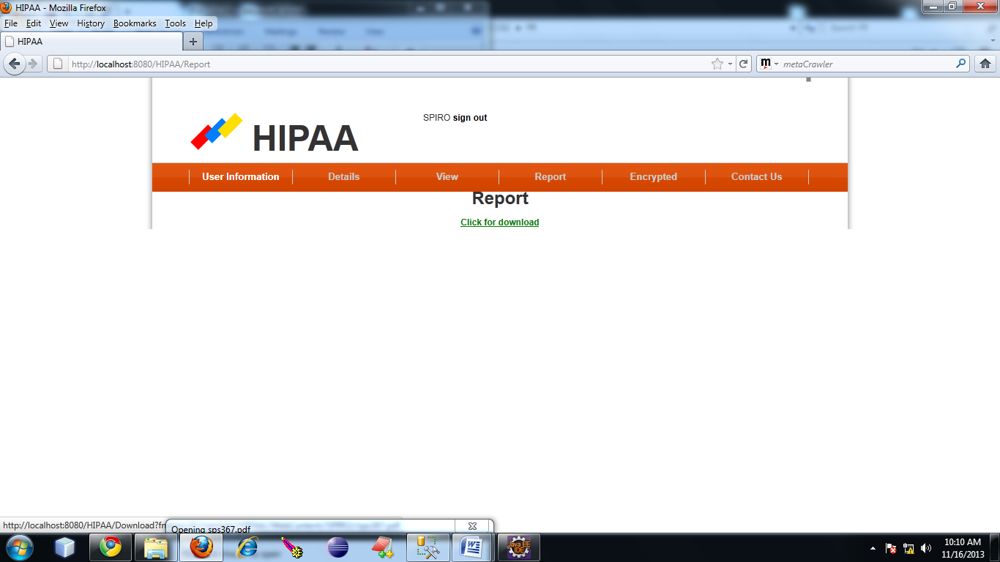 HIPAA - Mozilla Firefox
File Edit View History Bookmarks Tools Help
HIPAA
http://localhost:8080/HIPAA/Report
metaCrawler
SPIRO sign out
HIPAA
User Information Details View Report Encrypted Contact Us
Report
Click for download
http://localhost:8080/HIPAA/Download?fn
Opening sps367.pdf
Java EE
IDE
10:10 AM
11/16/2013